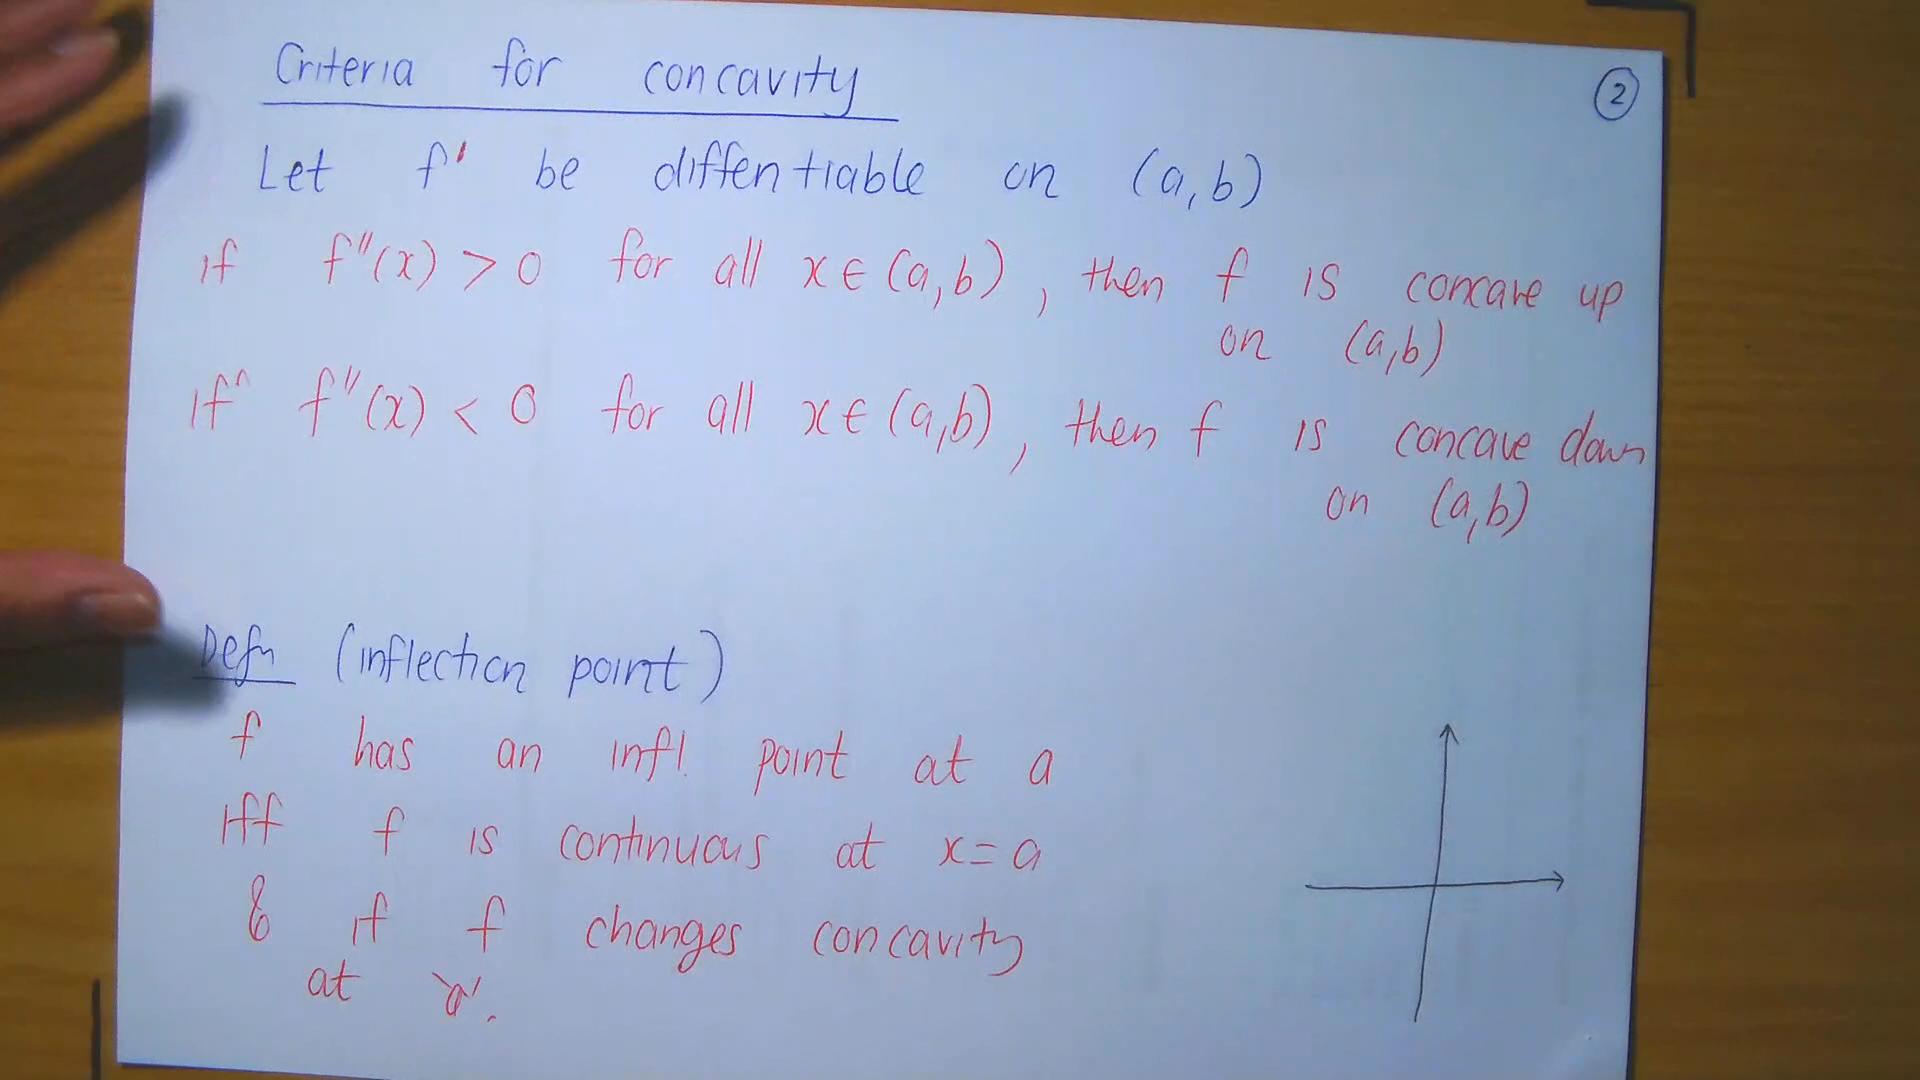 Criteria for concavity
2
Let f' be diffentiable on (a,b)
if f''(x) > 0 for all x ∈ (a,b), then f is concave up
on (a,b)
if f''(x) < 0 for all x ∈ (a,b), then f is concave down
on (a,b)
Defn (inflection point)
f has an infl. point at a
iff f is continuous at x = a
& if f changes concavity
at 'a'.